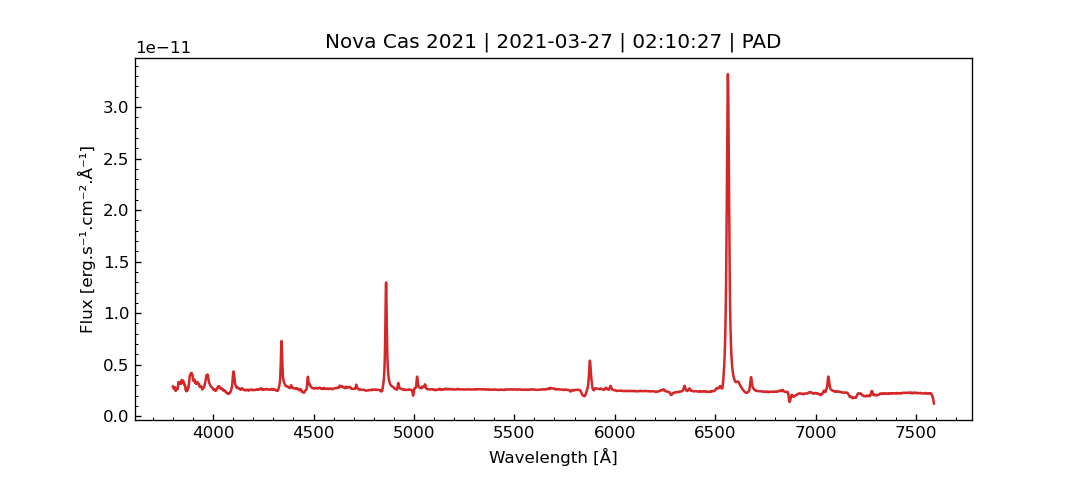 Nova Cas 2021 | 2021-03-27 | 02:10:27 | PAD
1e−11
3.0
2.5
2.0
1.5
1.0
0.5
0.0
Flux [erg.s⁻¹.cm⁻².Å⁻¹]
4000 4500 5000 5500 6000 6500 7000 7500
Wavelength [Å]